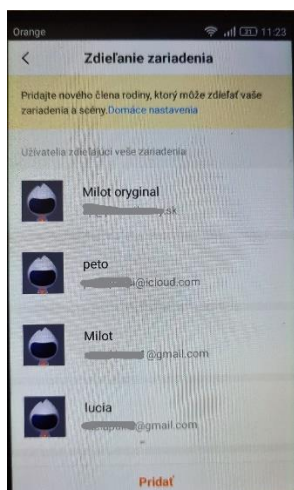 Orange 11:23
Zdieľanie zariadenia
Pridajte nového člena rodiny, ktorý môže zdieľať vaše
zariadenia a scény.Domáce nastavenia
Užívatelia zdieľajúci veše zariadenia
Milot oryginal
.sk
peto
@icloud.com
Milot
@gmail.com
lucia
@gmail.com
Pridať